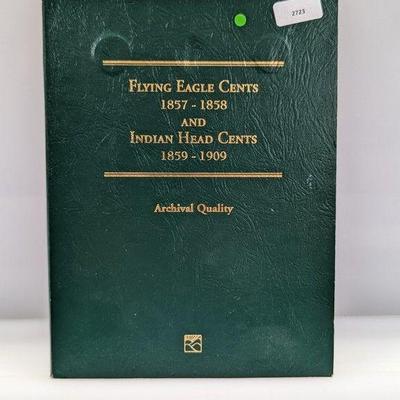 2723
FLYING EAGLE CENTS
1857 - 1858
AND
INDIAN HEAD CENTS
1859 - 1909
Archival Quality